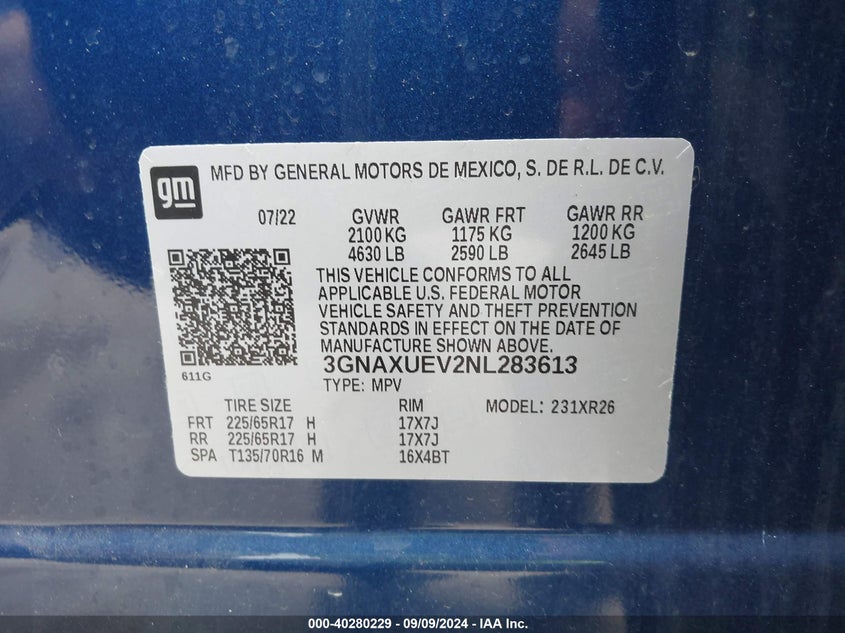 gm
MFD BY GENERAL MOTORS DE MEXICO, S. DE R.L. DE C.V.
07/22 GVWR GAWR FRT GAWR RR
2100 KG 1175 KG 1200 KG
4630 LB 2590 LB 2645 LB
THIS VEHICLE CONFORMS TO ALL
APPLICABLE U.S. FEDERAL MOTOR
VEHICLE SAFETY AND THEFT PREVENTION
STANDARDS IN EFFECT ON THE DATE OF
MANUFACTURE SHOWN ABOVE.
3GNAXUEV2NL283613
611G
TYPE: MPV
TIRE SIZE RIM MODEL: 231XR26
FRT 225/65R17 H 17X7J
RR 225/65R17 H 17X7J
SPA T135/70R16 M 16X4BT
000-40280229 - 09/09/2024 - IAA Inc.